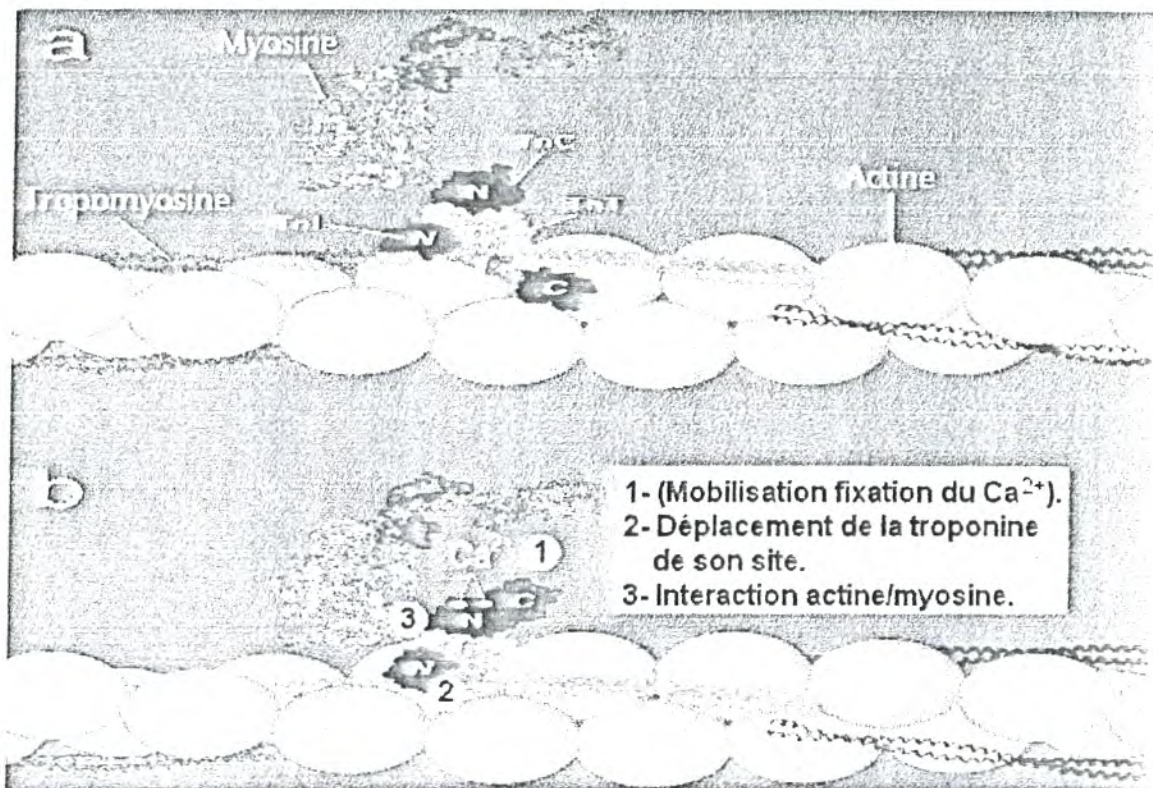 a
Myosine
TnC
N
Tropomyosine
TnI
N
TnT
Actine
C
b
1- (Mobilisation fixation du Ca²⁺).
2- Déplacement de la troponine
de son site.
3- Interaction actine/myosine.
1
C
3
N
N
2